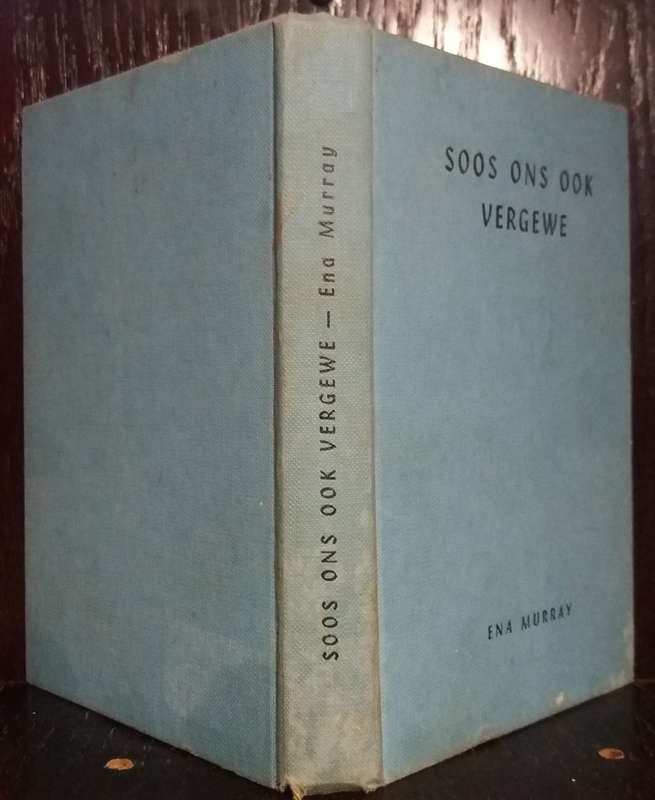 SOOS ONS OOK VERGEWE — Ena Murray
SOOS ONS OOK
VERGEWE
ENA MURRAY